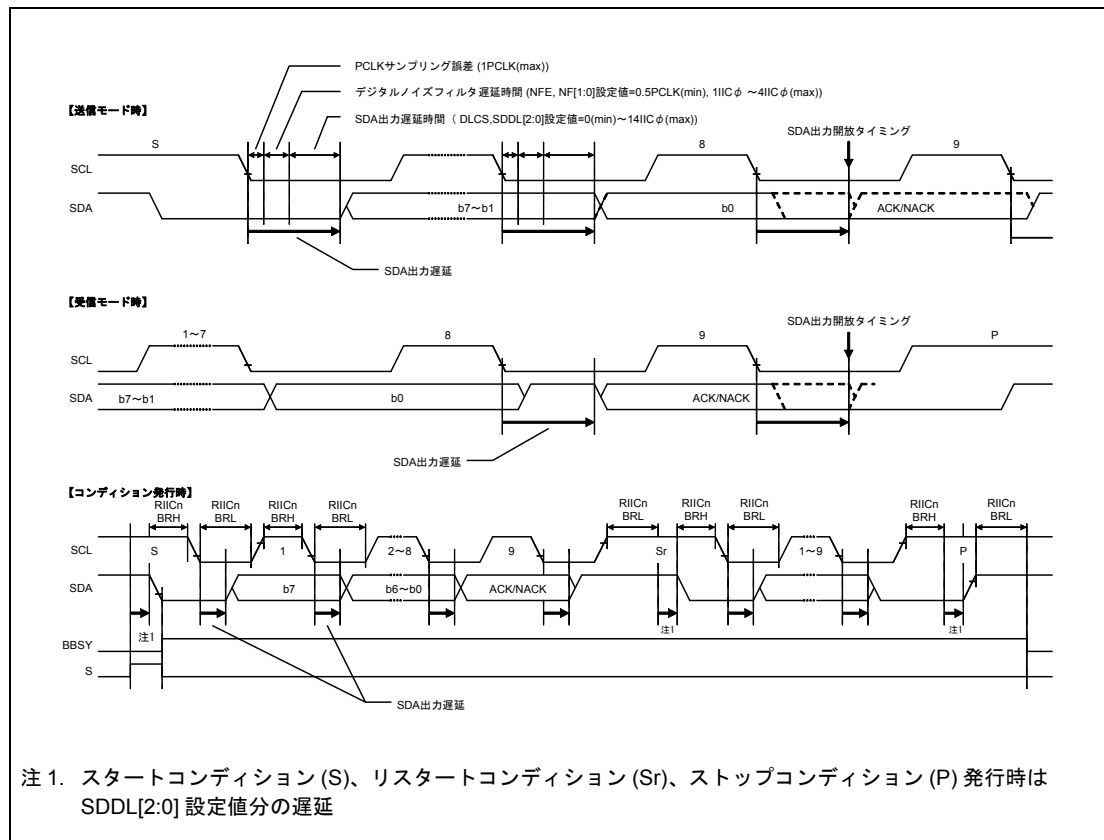 PCLKサンプリング誤差 (1PCLK(max))
デジタルノイズフィルタ遅延時間 (NFE, NF[1:0]設定値=0.5PCLK(min), 1IICφ ～4IICφ(max))
SDA出力遅延時間（ DLCS,SDDL[2:0]設定値=0(min)～14IICφ(max))
【送信モード時】
SDA出力開放タイミング
S 8 9
SCL
SDA
b7～b1 b0 ACK/NACK
SDA出力遅延
【受信モード時】
SDA出力開放タイミング
1～7 8 9 P
SCL
SDA
b7～b1 b0 ACK/NACK
SDA出力遅延
【コンディション発行時】
RIICn RIICn RIICn RIICn RIICn RIICn RIICn RIICn RIICn
BRH BRL BRH BRL BRL BRH BRL BRH BRL
SCL
S 1 2～8 9 Sr 1～9 P
SDA
b7 b6～b0 ACK/NACK
注1 注1 注1
BBSY
S
SDA出力遅延
注 1. スタートコンディション (S)、リスタートコンディション (Sr)、ストップコンディション (P) 発行時は
SDDL[2:0] 設定値分の遅延